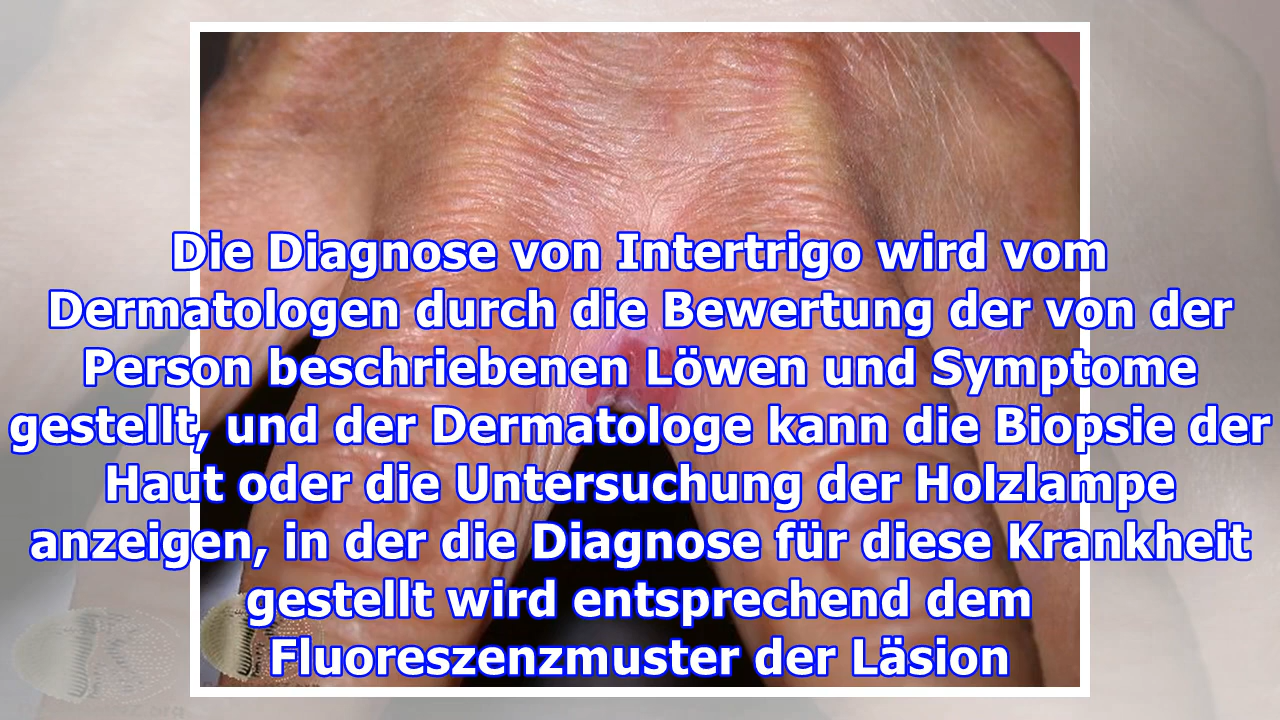 Die Diagnose von Intertrigo wird vom
Dermatologen durch die Bewertung der von der
Person beschriebenen Löwen und Symptome
gestellt, und der Dermatologe kann die Biopsie der
Haut oder die Untersuchung der Holzlampe
anzeigen, in der die Diagnose für diese Krankheit
gestellt wird entsprechend dem
Fluoreszenzmuster der Läsion